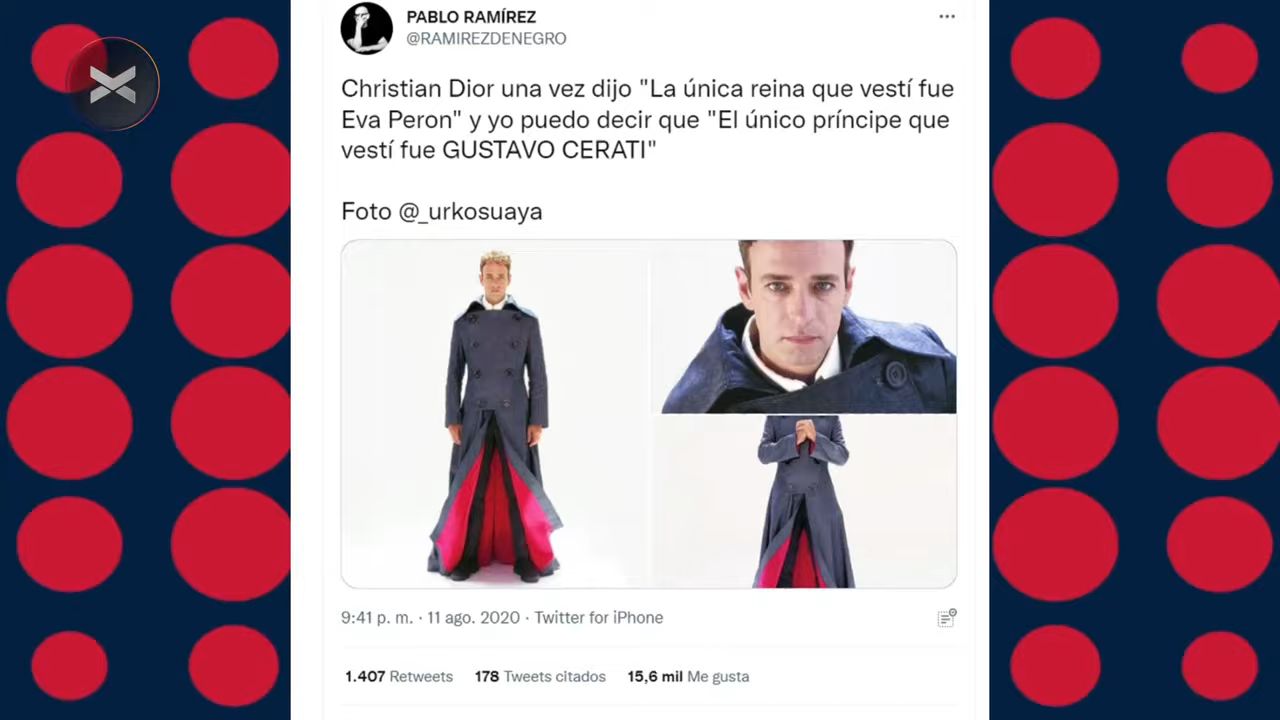 PABLO RAMÍREZ
@RAMIREZDENEGRO
Christian Dior una vez dijo "La única reina que vestí fue
Eva Peron" y yo puedo decir que "El único príncipe que
vestí fue GUSTAVO CERATI"
Foto @_urkosuaya
9:41 p. m. · 11 ago. 2020 · Twitter for iPhone
1.407 Retweets 178 Tweets citados 15,6 mil Me gusta